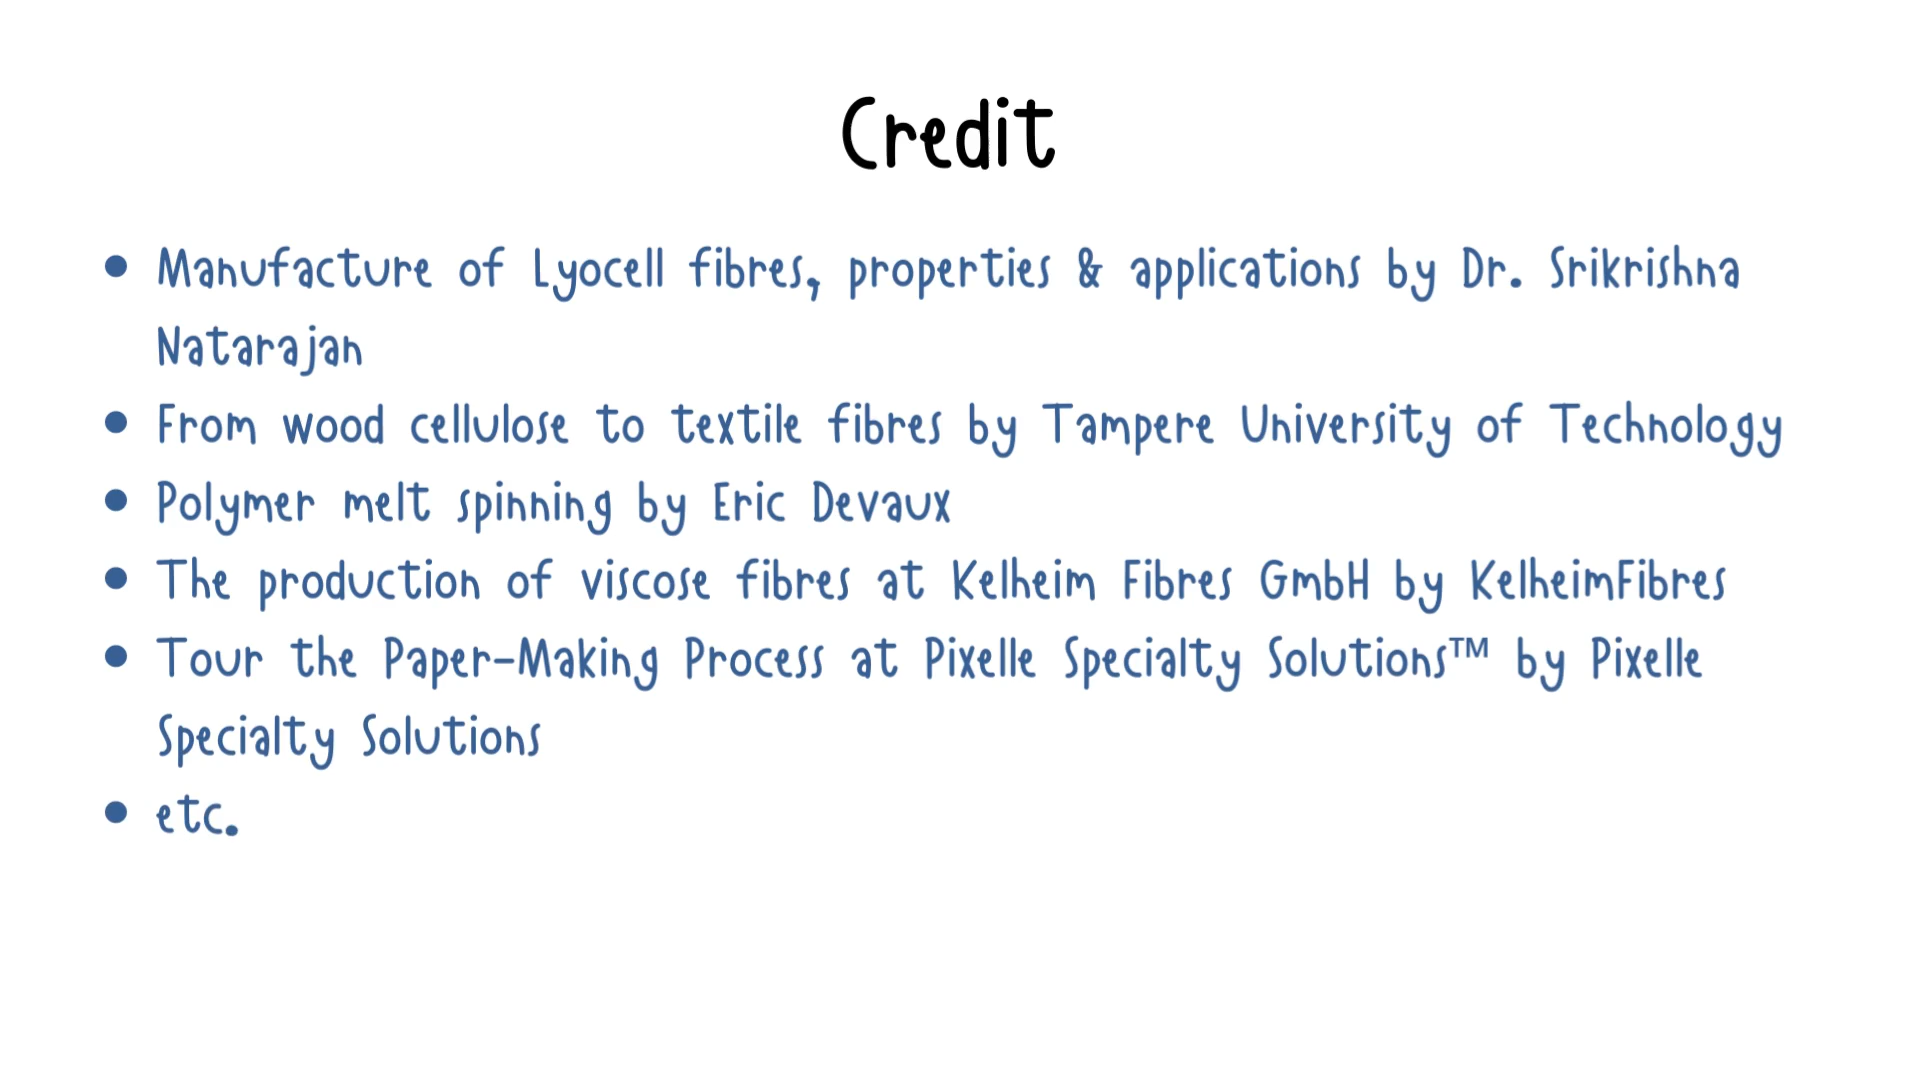 Credit
• Manufacture of Lyocell fibres, properties & applications by Dr. Srikrishna
Natarajan
• From wood cellulose to textile fibres by Tampere University of Technology
• Polymer melt spinning by Eric Devaux
• The production of viscose fibres at Kelheim Fibres GmbH by KelheimFibres
• Tour the Paper-Making Process at Pixelle Specialty Solutions™ by Pixelle
Specialty Solutions
• etc.